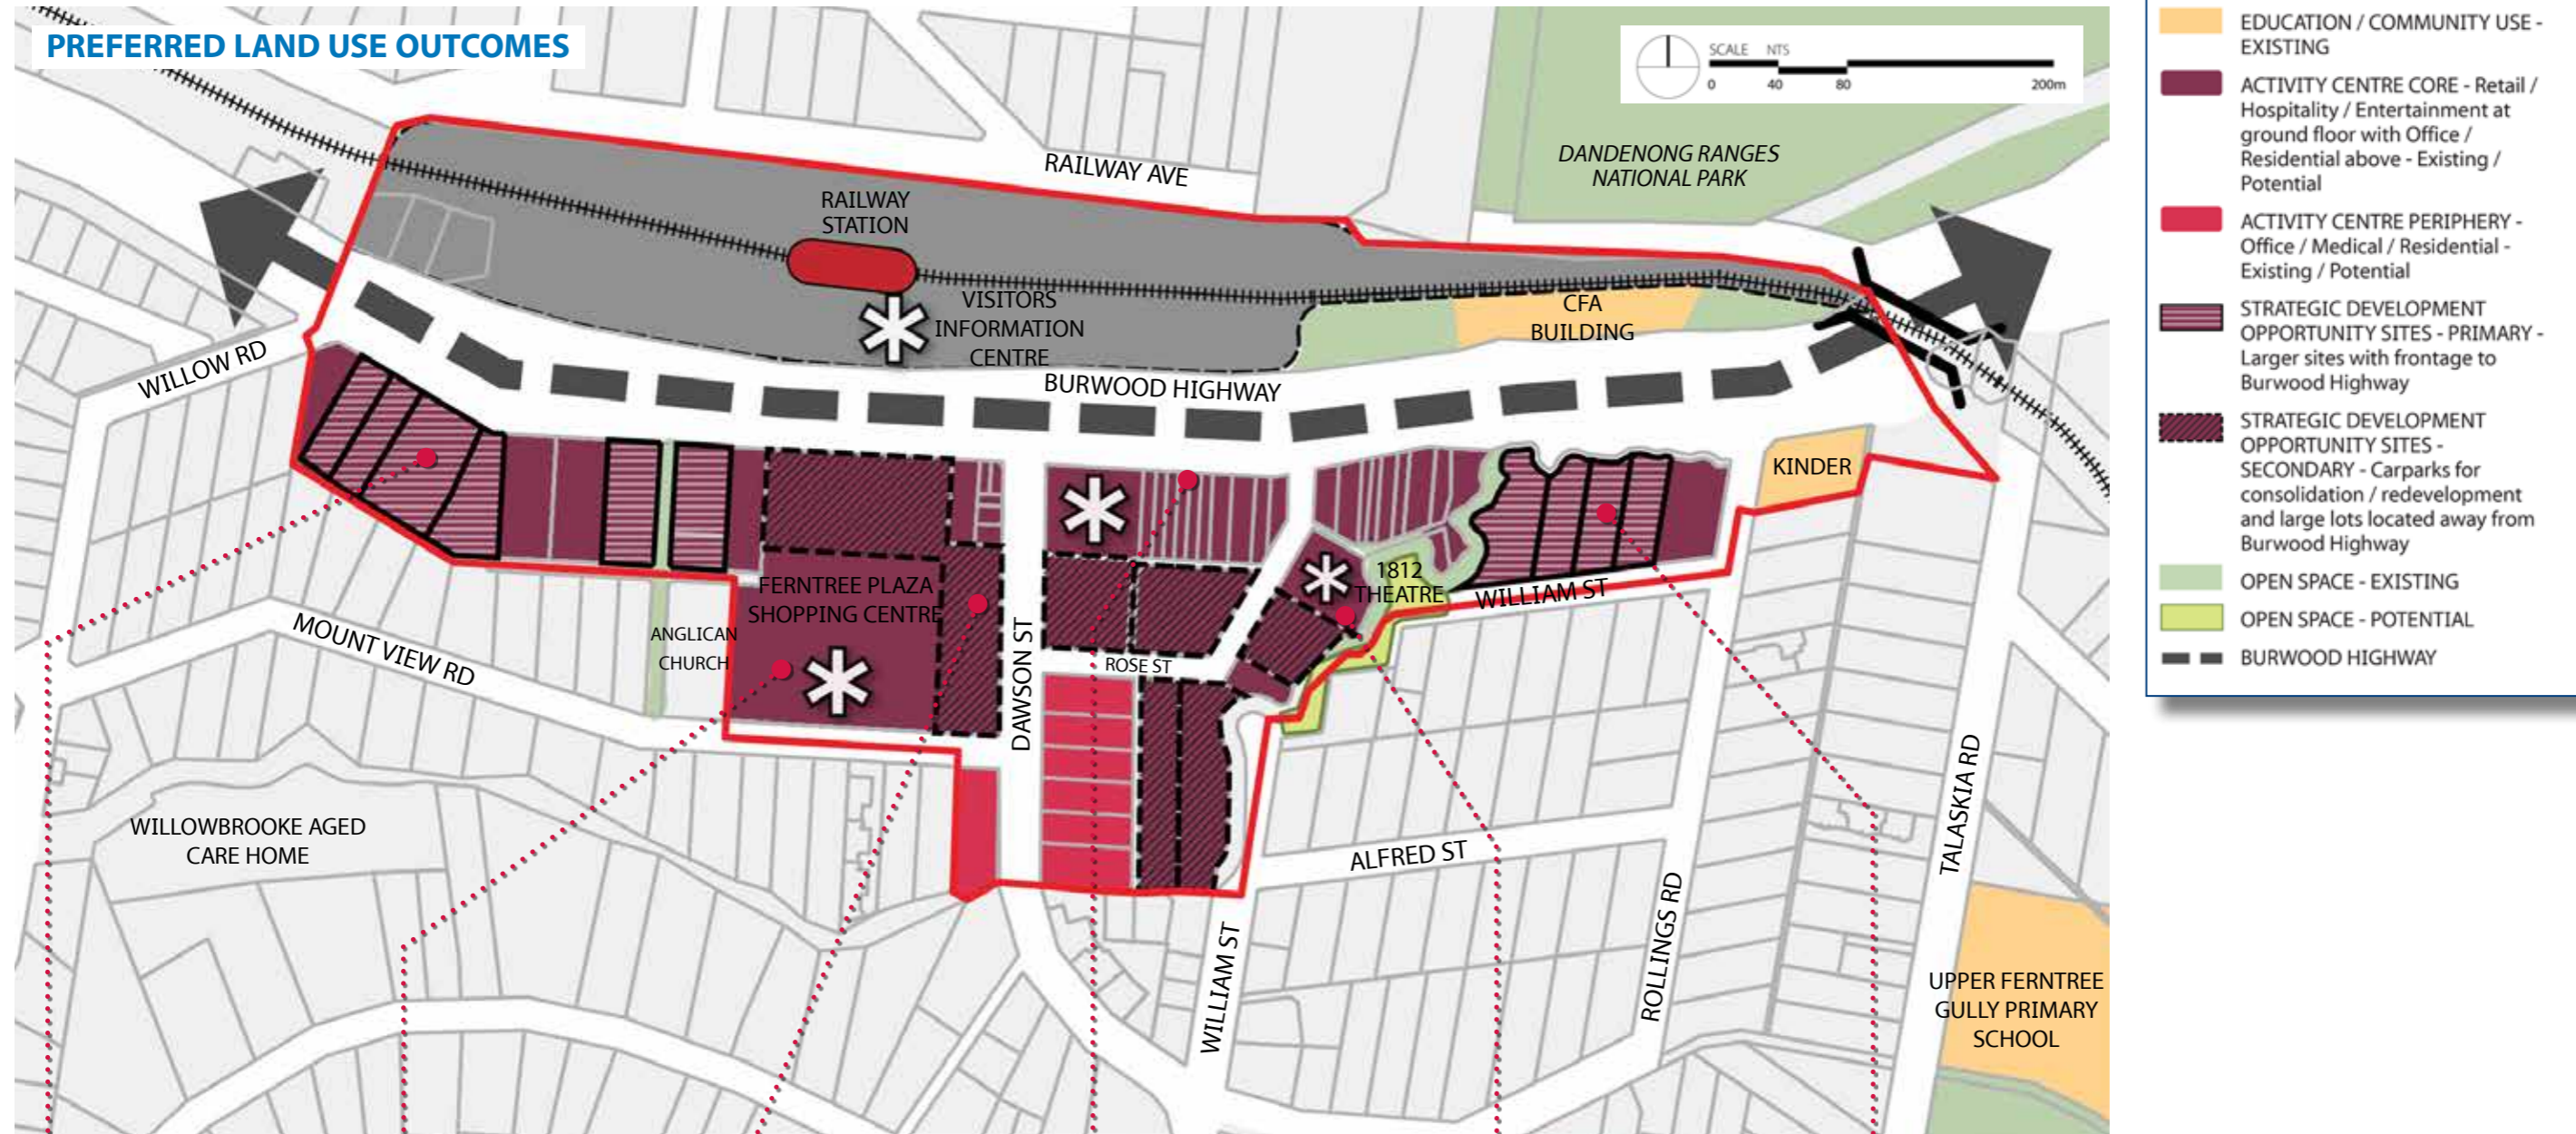 PREFERRED LAND USE OUTCOMES
SCALE NTS
0 40 80 200m
DANDENONG RANGES
NATIONAL PARK
RAILWAY AVE
RAILWAY
STATION
VISITORS
INFORMATION
CENTRE
CFA
BUILDING
WILLOW RD
BURWOOD HIGHWAY
KINDER
FERNTREE PLAZA
SHOPPING CENTRE
1812
THEATRE
WILLIAM ST
ANGLICAN
CHURCH
MOUNT VIEW RD
DAWSON ST
ROSE ST
WILLOWBROOKE AGED
CARE HOME
ALFRED ST
WILLIAM ST
ROLLINGS RD
TALASKIA RD
UPPER FERNTREE
GULLY PRIMARY
SCHOOL
EDUCATION / COMMUNITY USE -
EXISTING
ACTIVITY CENTRE CORE - Retail /
Hospitality / Entertainment at
ground floor with Office /
Residential above - Existing /
Potential
ACTIVITY CENTRE PERIPHERY -
Office / Medical / Residential -
Existing / Potential
STRATEGIC DEVELOPMENT
OPPORTUNITY SITES - PRIMARY -
Larger sites with frontage to
Burwood Highway
STRATEGIC DEVELOPMENT
OPPORTUNITY SITES -
SECONDARY - Carparks for
consolidation / redevelopment
and large lots located away from
Burwood Highway
OPEN SPACE - EXISTING
OPEN SPACE - POTENTIAL
BURWOOD HIGHWAY